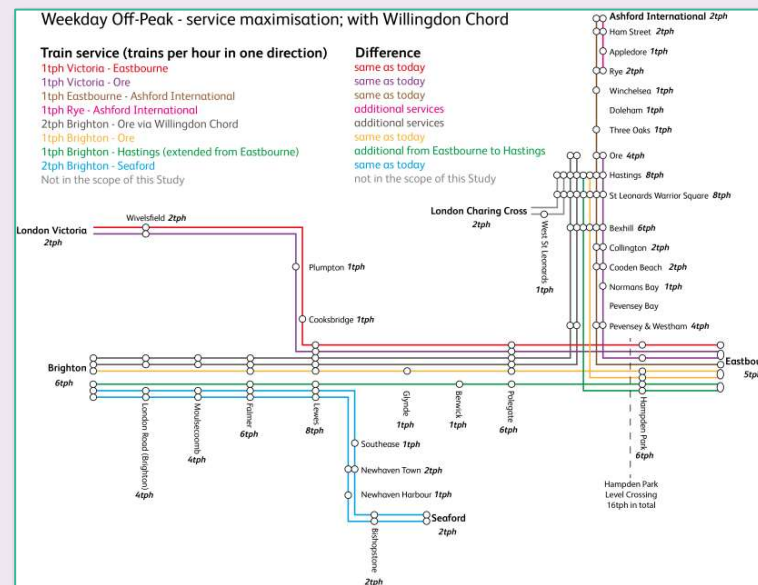 Weekday Off-Peak - service maximisation; with Willingdon Chord
Train service (trains per hour in one direction)
1tph Victoria - Eastbourne
1tph Victoria - Ore
1tph Eastbourne - Ashford International
1tph Rye - Ashford International
2tph Brighton - Ore via Willingdon Chord
1tph Brighton - Ore
1tph Brighton - Hastings (extended from Eastbourne)
2tph Brighton - Seaford
Not in the scope of this Study
Difference
same as today
same as today
same as today
additional services
additional services
same as today
additional from Eastbourne to Hastings
same as today
not in the scope of this Study
Ashford International 2tph
Ham Street 2tph
Appledore 1tph
Rye 2tph
Winchelsea 1tph
Doleham 1tph
Three Oaks 1tph
Ore 4tph
Hastings 8tph
St Leonards Warrior Square 8tph
London Charing Cross
2tph
West St Leonards
1tph
Bexhill 6tph
Collington 2tph
Cooden Beach 2tph
Normans Bay 1tph
Pevensey Bay
Pevensey & Westham 4tph
London Victoria
2tph
Wivelsfield 2tph
Plumpton 1tph
Cooksbridge 1tph
Brighton
6tph
London Road (Brighton)
4tph
Moulsecoomb
4tph
Falmer
6tph
Lewes
8tph
Glynde
1tph
Berwick
1tph
Polegate
6tph
Hampden Park
6tph
Eastbou
5tp
Hampden Park
Level Crossing
16tph in total
Southease 1tph
Newhaven Town 2tph
Newhaven Harbour 1tph
Seaford
2tph
Bishopstone
2tph